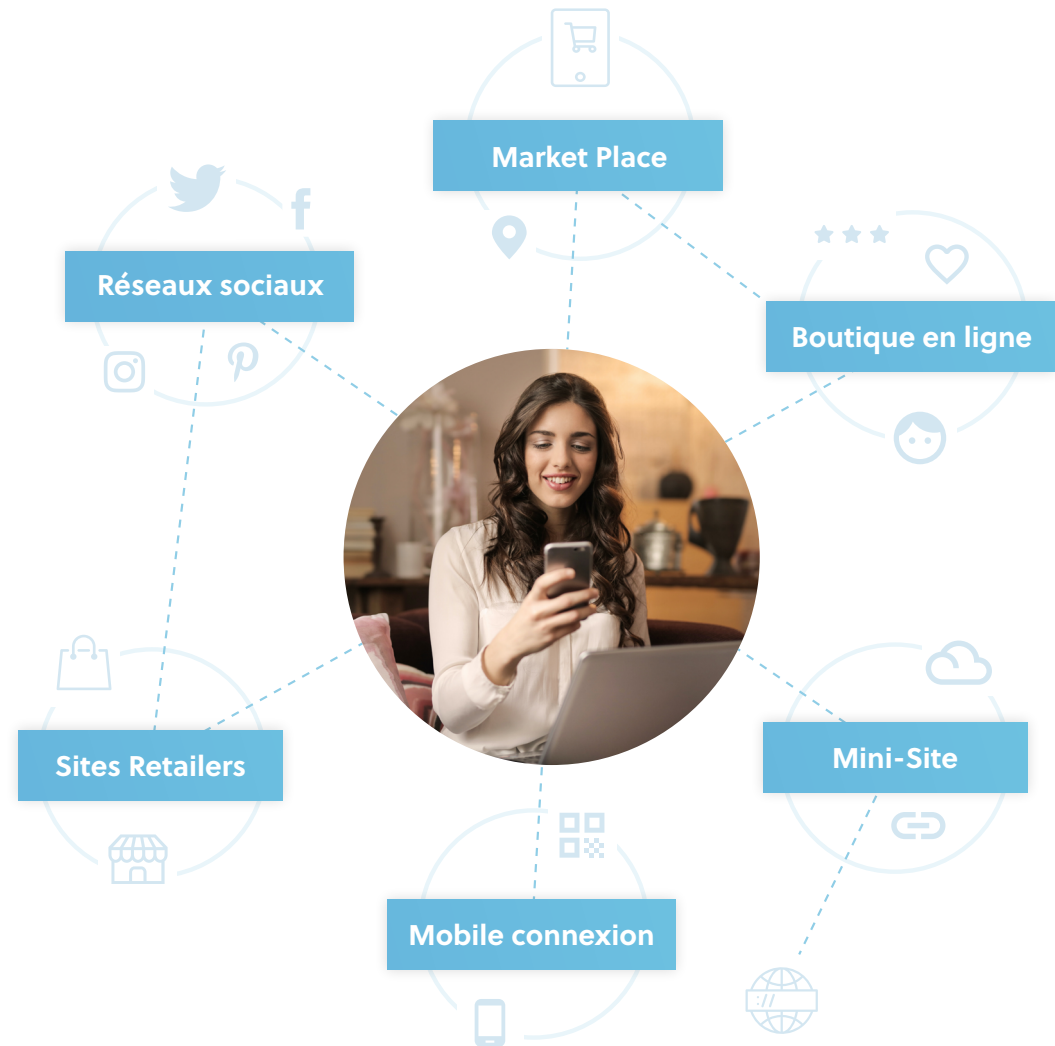 Market Place
Réseaux sociaux
Boutique en ligne
Sites Retailers
Mini-Site
Mobile connexion
://